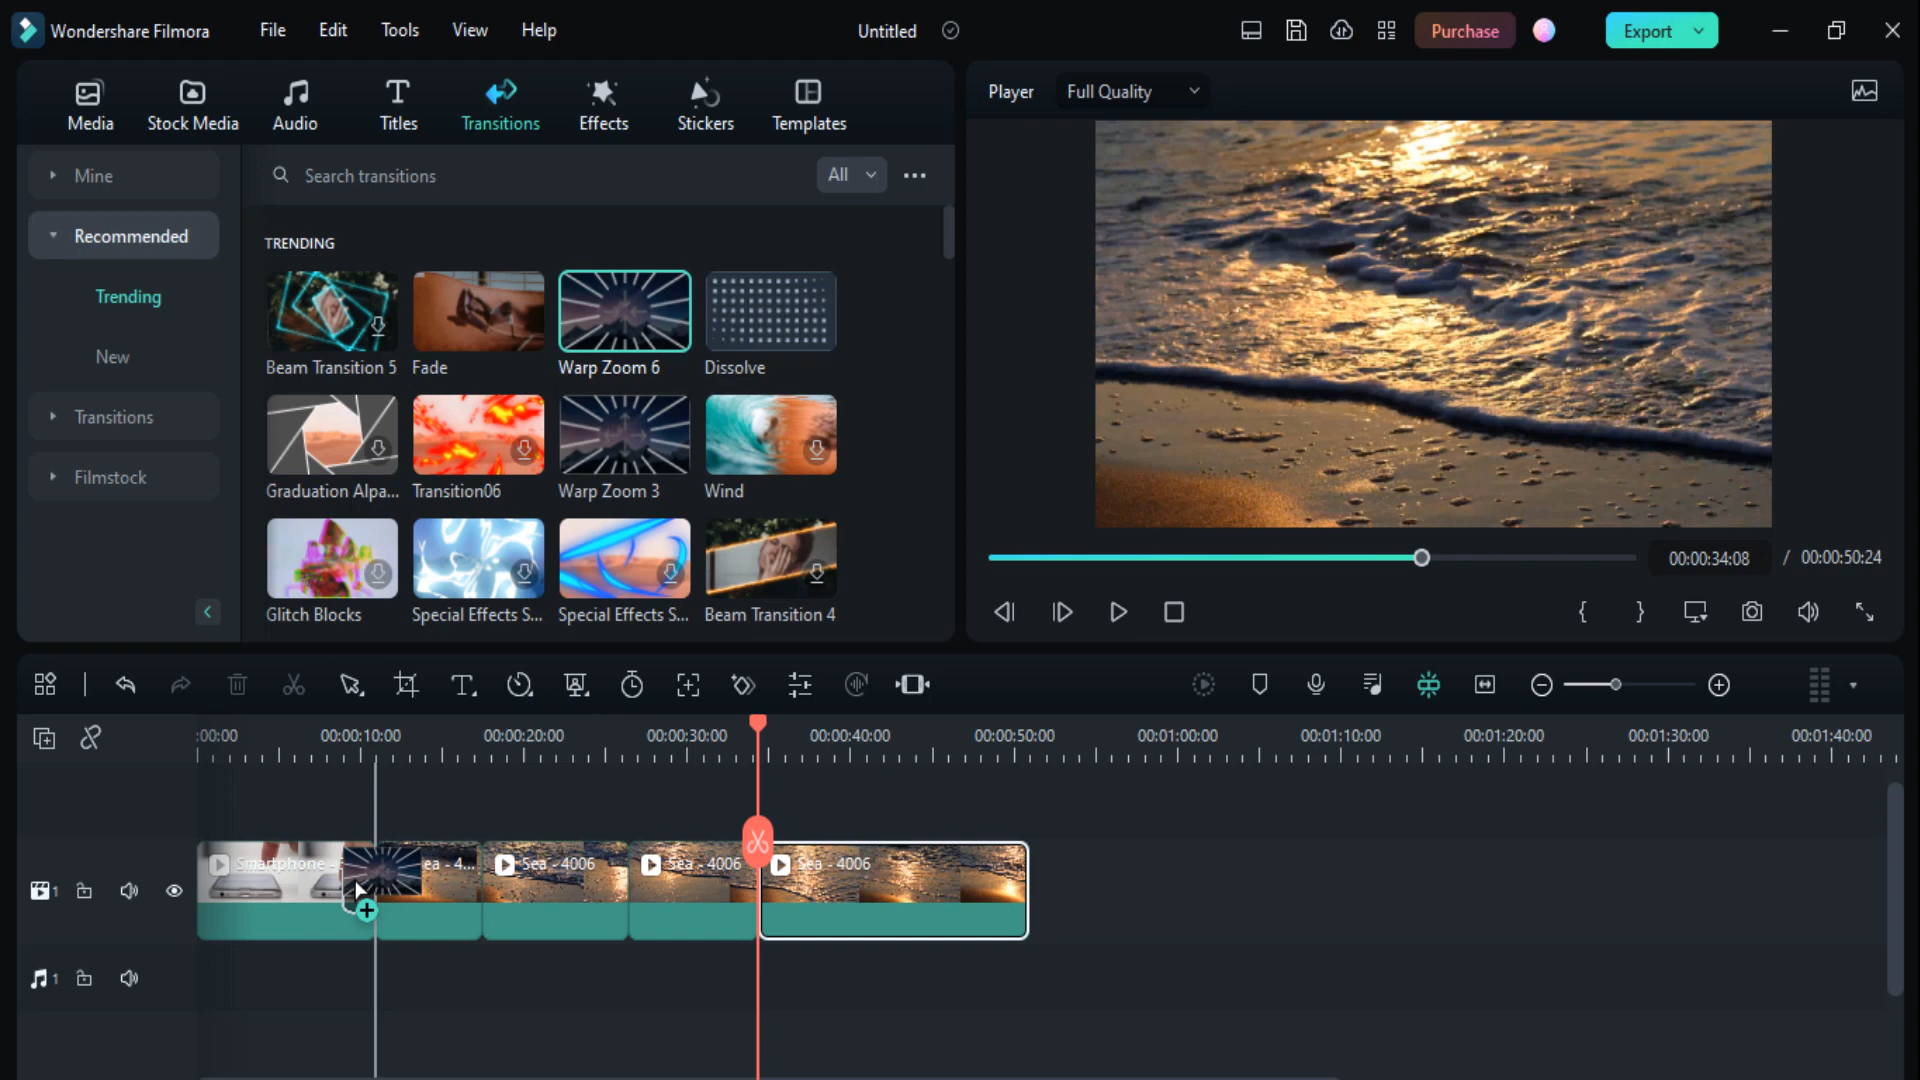 Wondershare Filmora File Edit Tools View Help Untitled Purchase Export
Media Stock Media Audio Titles Transitions Effects Stickers Templates
Player Full Quality
Mine
Search transitions All
Recommended
TRENDING
Trending
New
Transitions
Filmstock
Beam Transition 5 Fade Warp Zoom 6 Dissolve
Graduation Alpa... Transition06 Warp Zoom 3 Wind
Glitch Blocks Special Effects S... Special Effects S... Beam Transition 4
00:00:34:08 / 00:00:50:24
:00:00 00:00:10:00 00:00:20:00 00:00:30:00 00:00:40:00 00:00:50:00 00:01:00:00 00:01:10:00 00:01:20:00 00:01:30:00 00:01:40:00
Smartphone - ea - 4... Sea - 4006 Sea - 4006 Sea - 4006
1
1